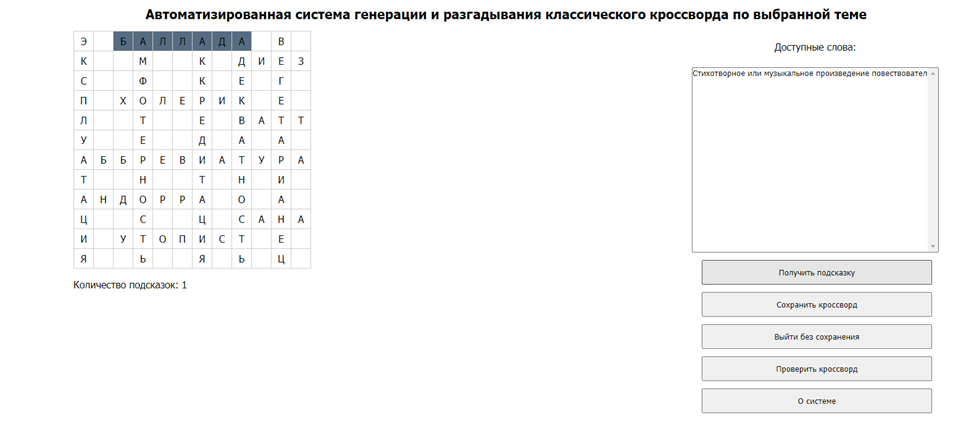 Автоматизированная система генерации и разгадывания классического кроссворда по выбранной теме
Э Б А Л Л А Д А В
К М К Д И Е З
С Ф К Е Г
П Х О Л Е Р И К Е
Л Т Е В А Т Т
У Е Д А А
А Б Б Р Е В И А Т У Р А
Т Н Т Н И
А Н Д О Р Р А О А
Ц С Ц С А Н А
И У Т О П И С Т Е
Я Ь Я Ь Ц
Количество подсказок: 1
Доступные слова:
Стихотворное или музыкальное произведение повествовател
Получить подсказку
Сохранить кроссворд
Выйти без сохранения
Проверить кроссворд
О системе